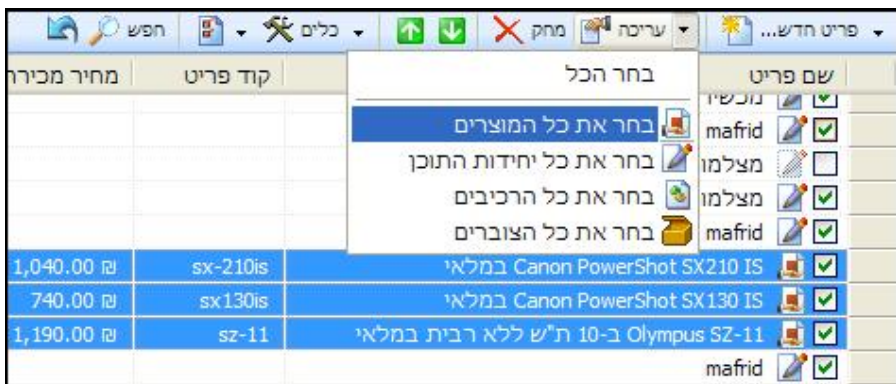 פריט חדש... עריכה מחק כלים חפש
שם פריט קוד פריט מחיר מכירה
בחר הכל
בחר את כל המוצרים
בחר את כל יחידות התוכן
בחר את כל הרכיבים
בחר את כל הצוברים
מכשיר
mafrid
מצלמו
מצלמו
mafrid
Canon PowerShot SX210 IS במלאי sx-210is 1,040.00 ₪
Canon PowerShot SX130 IS במלאי sx130is 740.00 ₪
Olympus SZ-11 ב-10 ת"ש ללא רבית במלאי sz-11 1,190.00 ₪
mafrid